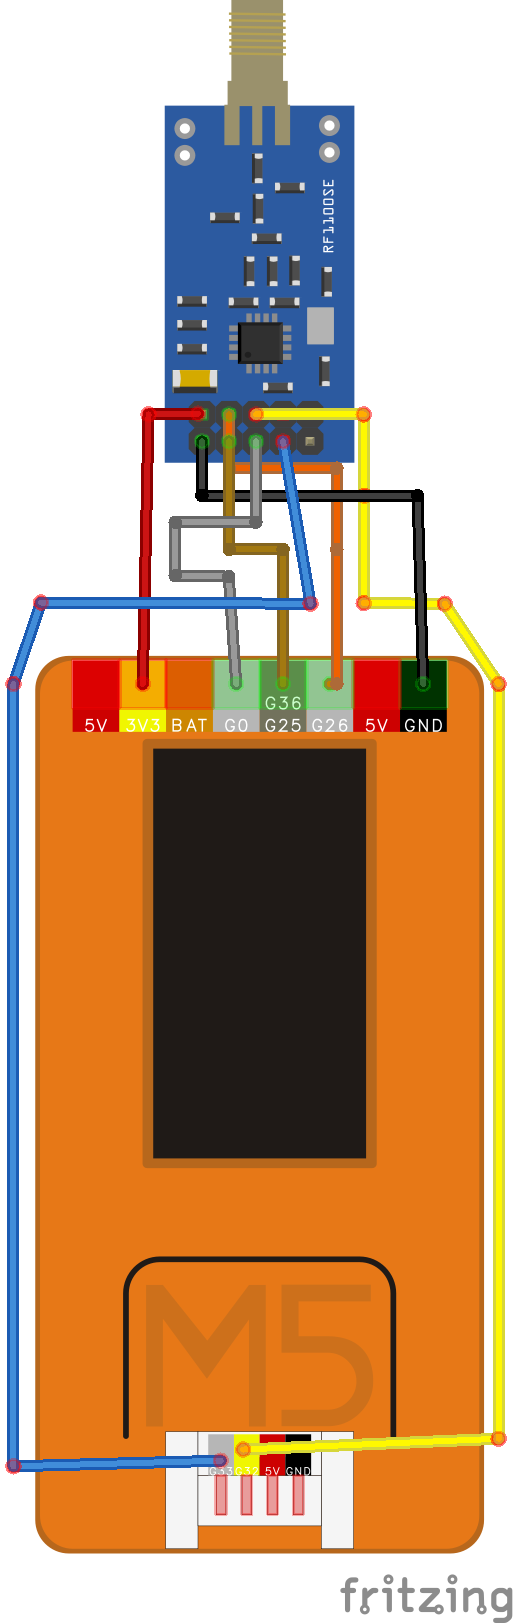 RF1100SE
G36
5V 3V3 BAT G0 G25 G26 5V GND
M5
G33 G32 5V GND
fritzing